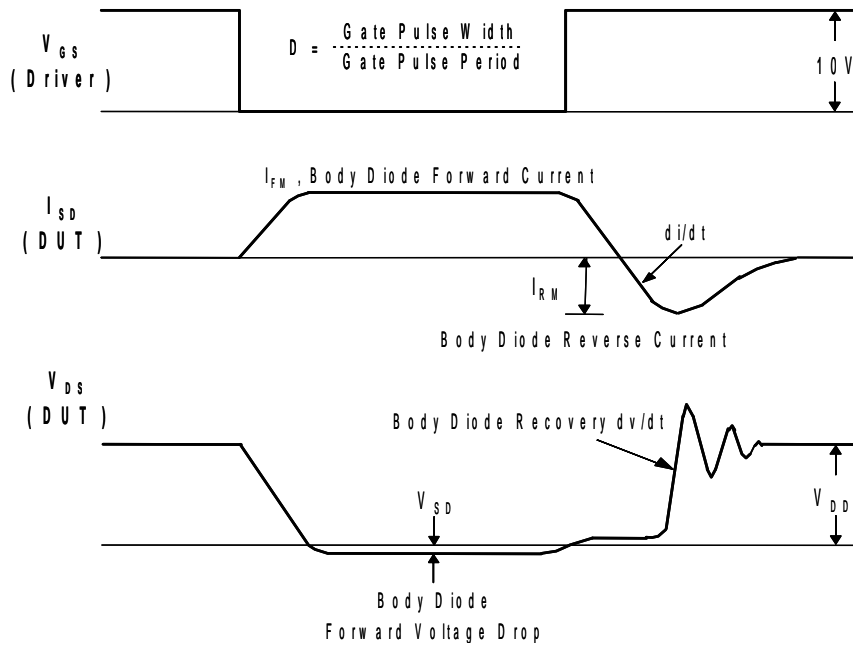 V GS
(Driver)
D = Gate Pulse Width
Gate Pulse Period
10V
I FM , Body Diode Forward Current
I SD
(DUT)
di/dt
I RM
Body Diode Reverse Current
V DS
(DUT)
Body Diode Recovery dv/dt
V SD
V DD
Body Diode
Forward Voltage Drop